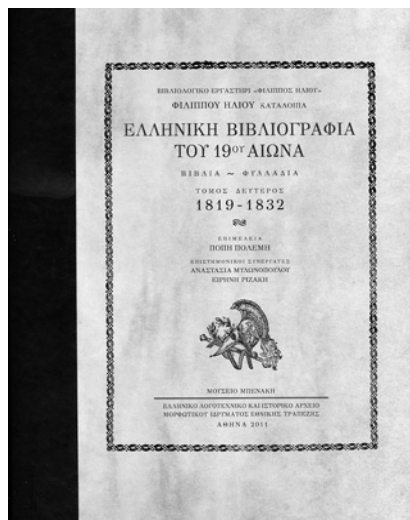 ΒΙΒΛΙΟΛΟΓΙΚΟ ΕΡΓΑΣΤΗΡΙ «ΦΙΛΙΠΠΟΣ ΗΛΙΟΥ»
ΦΙΛΙΠΠΟΥ ΗΛΙΟΥ ΚΑΤΑΛΟΙΠΑ
ΕΛΛΗΝΙΚΗ ΒΙΒΛΙΟΓΡΑΦΙΑ
ΤΟΥ 19ΟΥ ΑΙΩΝΑ
ΒΙΒΛΙΑ ~ ΦΥΛΛΑΔΙΑ
ΤΟΜΟΣ ΔΕΥΤΕΡΟΣ
1819-1832
ΕΠΙΜΕΛΕΙΑ
ΠΟΠΗ ΠΟΛΕΜΗ
ΕΠΙΣΤΗΜΟΝΙΚΟΙ ΣΥΝΕΡΓΑΤΕΣ
ΑΝΑΣΤΑΣΙΑ ΜΥΛΩΝΟΠΟΥΛΟΥ
ΕΙΡΗΝΗ ΡΙΖΑΚΗ
ΜΟΥΣΕΙΟ ΜΠΕΝΑΚΗ
ΕΛΛΗΝΙΚΟ ΛΟΓΟΤΕΧΝΙΚΟ ΚΑΙ ΙΣΤΟΡΙΚΟ ΑΡΧΕΙΟ
ΜΟΡΦΩΤΙΚΟΥ ΙΔΡΥΜΑΤΟΣ ΕΘΝΙΚΗΣ ΤΡΑΠΕΖΗΣ
ΑΘΗΝΑ 2011